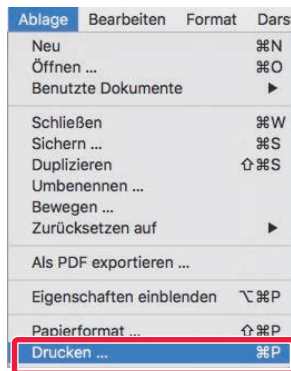 Ablage Bearbeiten Format Dars
Neu ⌘N
Öffnen ... ⌘O
Benutzte Dokumente ▶
Schließen ⌘W
Sichern ... ⌘S
Duplizieren ⇧⌘S
Umbenennen ...
Bewegen ...
Zurücksetzen auf ▶
Als PDF exportieren ...
Eigenschaften einblenden ⌥⌘P
Papierformat ... ⇧⌘P
Drucken ... ⌘P